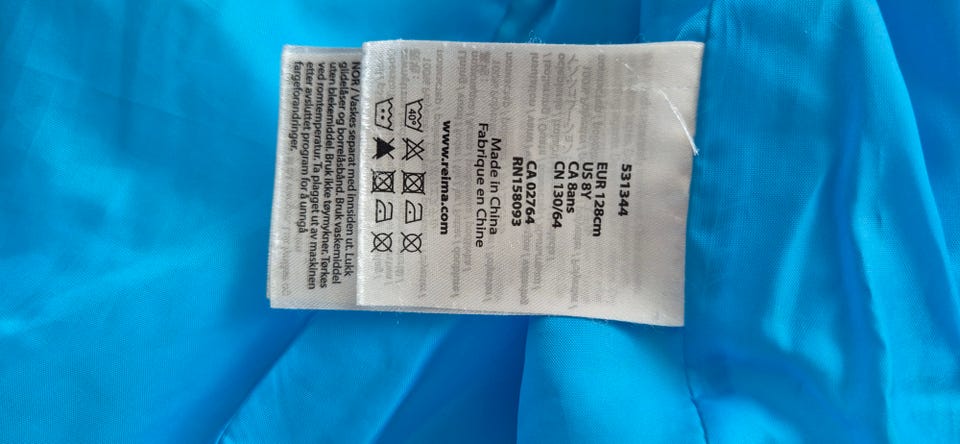 531344
EUR 128cm
US 8Y
CA 8ans
CN 130/64
CA 02764
RN158093
Made in China
Fabrique en Chine
www.reima.com
40°
NOR / Vaskes separat med innsiden ut. Lukk
glidelåser og borrelåsbånd. Bruk vaskemiddel
uten blekemiddel. Bruk ikke tøymykner. Tørkes
ved romtemperatur. Ta plagget ut av maskinen
etter avsluttet program for å unngå
fargeforandringer.